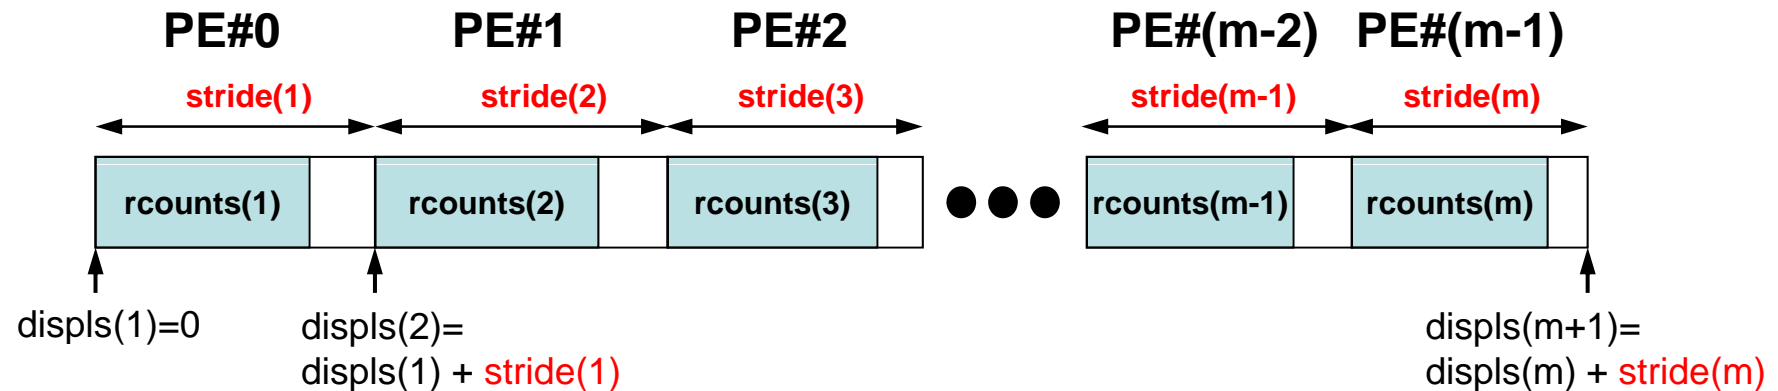 PE#0 PE#1 PE#2 PE#(m-2) PE#(m-1)
stride(1) stride(2) stride(3) stride(m-1) stride(m)
rcounts(1) rcounts(2) rcounts(3) rcounts(m-1) rcounts(m)
displs(1)=0 displs(2)= displs(m+1)=
displs(1) + stride(1) displs(m) + stride(m)